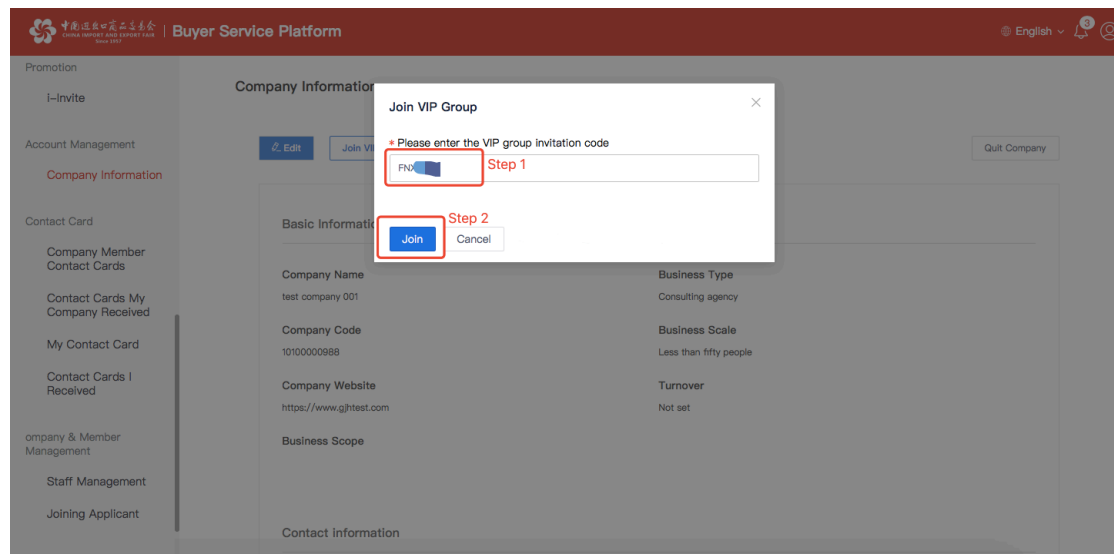 中国进出口商品交易会
CHINA IMPORT AND EXPORT FAIR
Since 1957
Buyer Service Platform
English
3
Promotion
i-Invite
Account Management
Company Information
Contact Card
Company Member
Contact Cards
Contact Cards My
Company Received
My Contact Card
Contact Cards I
Received
ompany & Member
Management
Staff Management
Joining Applicant
Company Information
Edit
Join VI
Quit Company
Join VIP Group
* Please enter the VIP group invitation code
FNX
Step 1
Step 2
Join
Cancel
Basic Informatio
Company Name
test company 001
Business Type
Consulting agency
Company Code
10100000988
Business Scale
Less than fifty people
Company Website
https://www.gjhtest.com
Turnover
Not set
Business Scope
Contact information